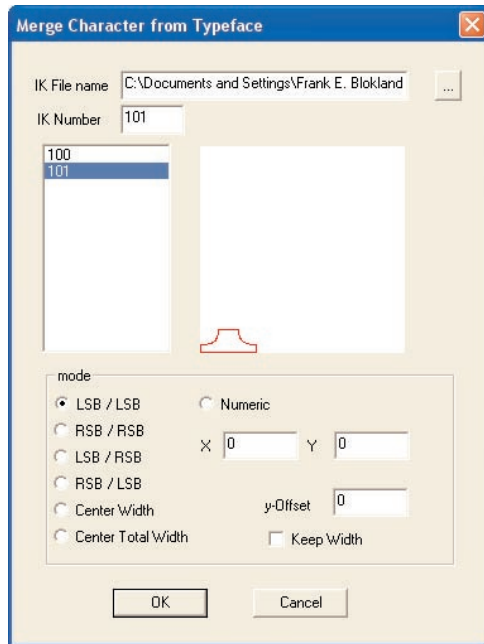 Merge Character from Typeface
IK File name C:\Documents and Settings\Frank E. Blokland ...
IK Number 101
100
101
mode
LSB / LSB Numeric
RSB / RSB X 0 Y 0
LSB / RSB
RSB / LSB
Center Width y-Offset 0
Center Total Width Keep Width
OK Cancel